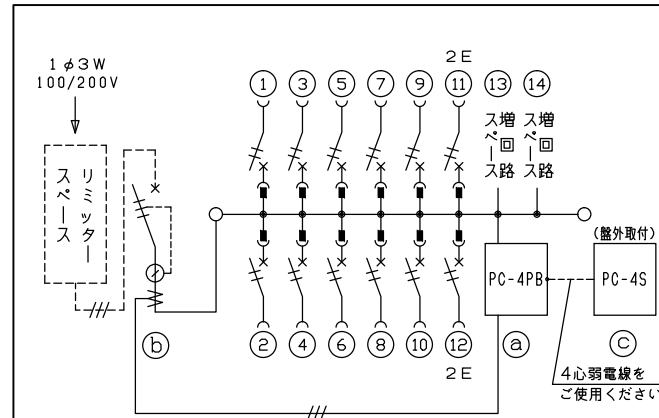 1φ3W
100/200V
リミッター
スペース
2E
1
3
5
7
9
11
13
14
増回路
スペース
増回路
スペース
(盤外取付)
PC-4PB
PC-4S
b
2
4
6
8
10
12
a
c
2E
4心弱電線を
ご使用ください